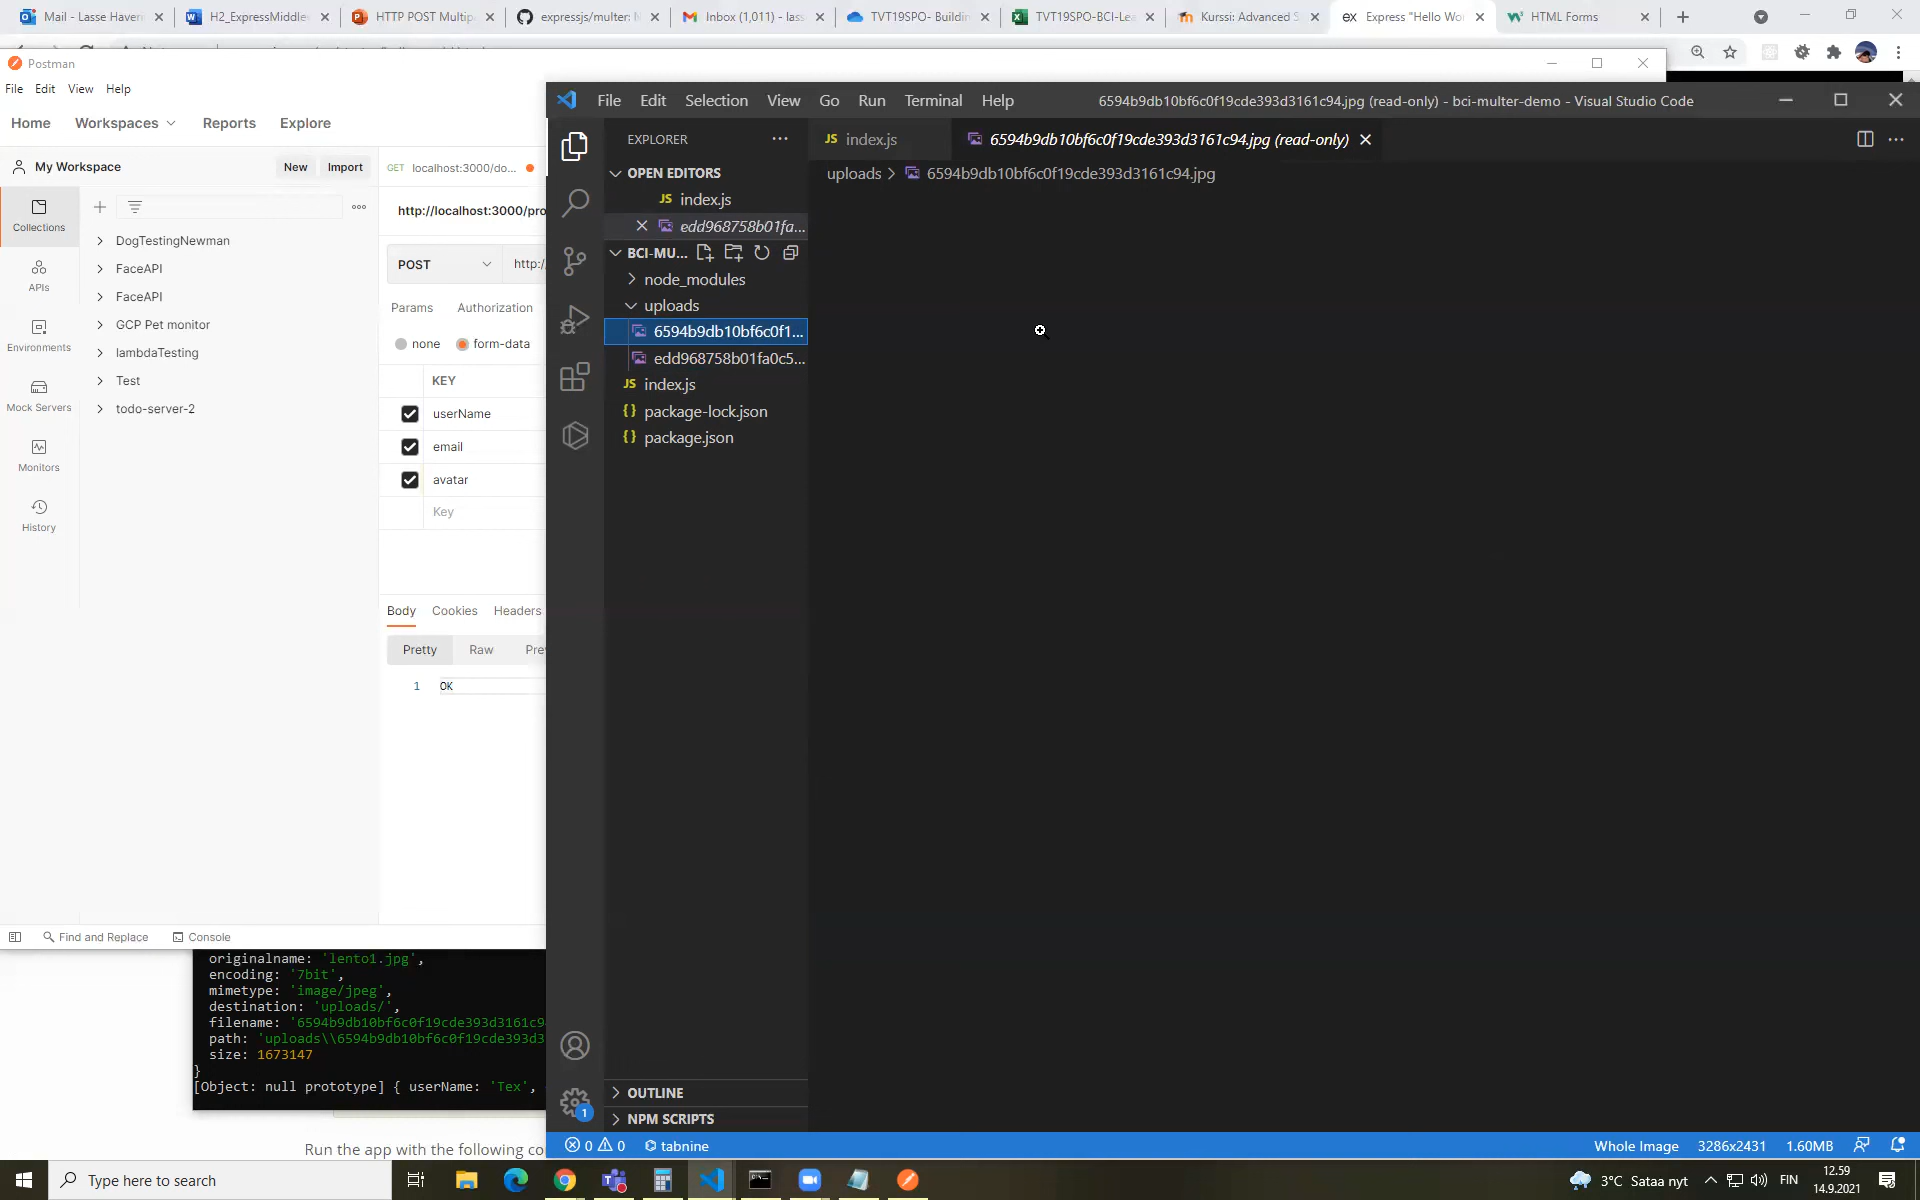 Mail - Lasse Haven
H2_ExpressMiddle
HTTP POST Multip
expressjs/multer: N
Inbox (1,011) - lass
TVT19SPO- Buildin
TVT19SPO-BCI-Lea
Kurssi: Advanced S
Express "Hello Wo
HTML Forms
Postman
File Edit View Help
Home Workspaces Reports Explore
My Workspace New Import
GET localhost:3000/do...
http://localhost:3000/pro
POST http:/
Params Authorization
none form-data
KEY
userName
email
avatar
Key
Collections
APIs
Environments
Mock Servers
Monitors
History
DogTestingNewman
FaceAPI
FaceAPI
GCP Pet monitor
lambdaTesting
Test
todo-server-2
Body Cookies Headers
Pretty Raw Pre
1 OK
Find and Replace Console
File Edit Selection View Go Run Terminal Help
6594b9db10bf6c0f19cde393d3161c94.jpg (read-only) - bci-multer-demo - Visual Studio Code
EXPLORER
JS index.js
6594b9db10bf6c0f19cde393d3161c94.jpg (read-only)
uploads > 6594b9db10bf6c0f19cde393d3161c94.jpg
OPEN EDITORS
JS index.js
edd968758b01fa...
BCI-MU...
node_modules
uploads
6594b9db10bf6c0f1...
edd968758b01fa0c5...
JS index.js
{} package-lock.json
{} package.json
OUTLINE
NPM SCRIPTS
1
0 0 tabnine
Whole Image 3286x2431 1.60MB
originalname: 'lento1.jpg',
encoding: '7bit',
mimetype: 'image/jpeg',
destination: 'uploads/',
filename: '6594b9db10bf6c0f19cde393d3161c9
path: 'uploads\\6594b9db10bf6c0f19cde393d3
size: 1673147
}
[Object: null prototype] { userName: 'Tex',
Run the app with the following co
Type here to search
3°C Sataa nyt
FIN
12.59
14.9.2021